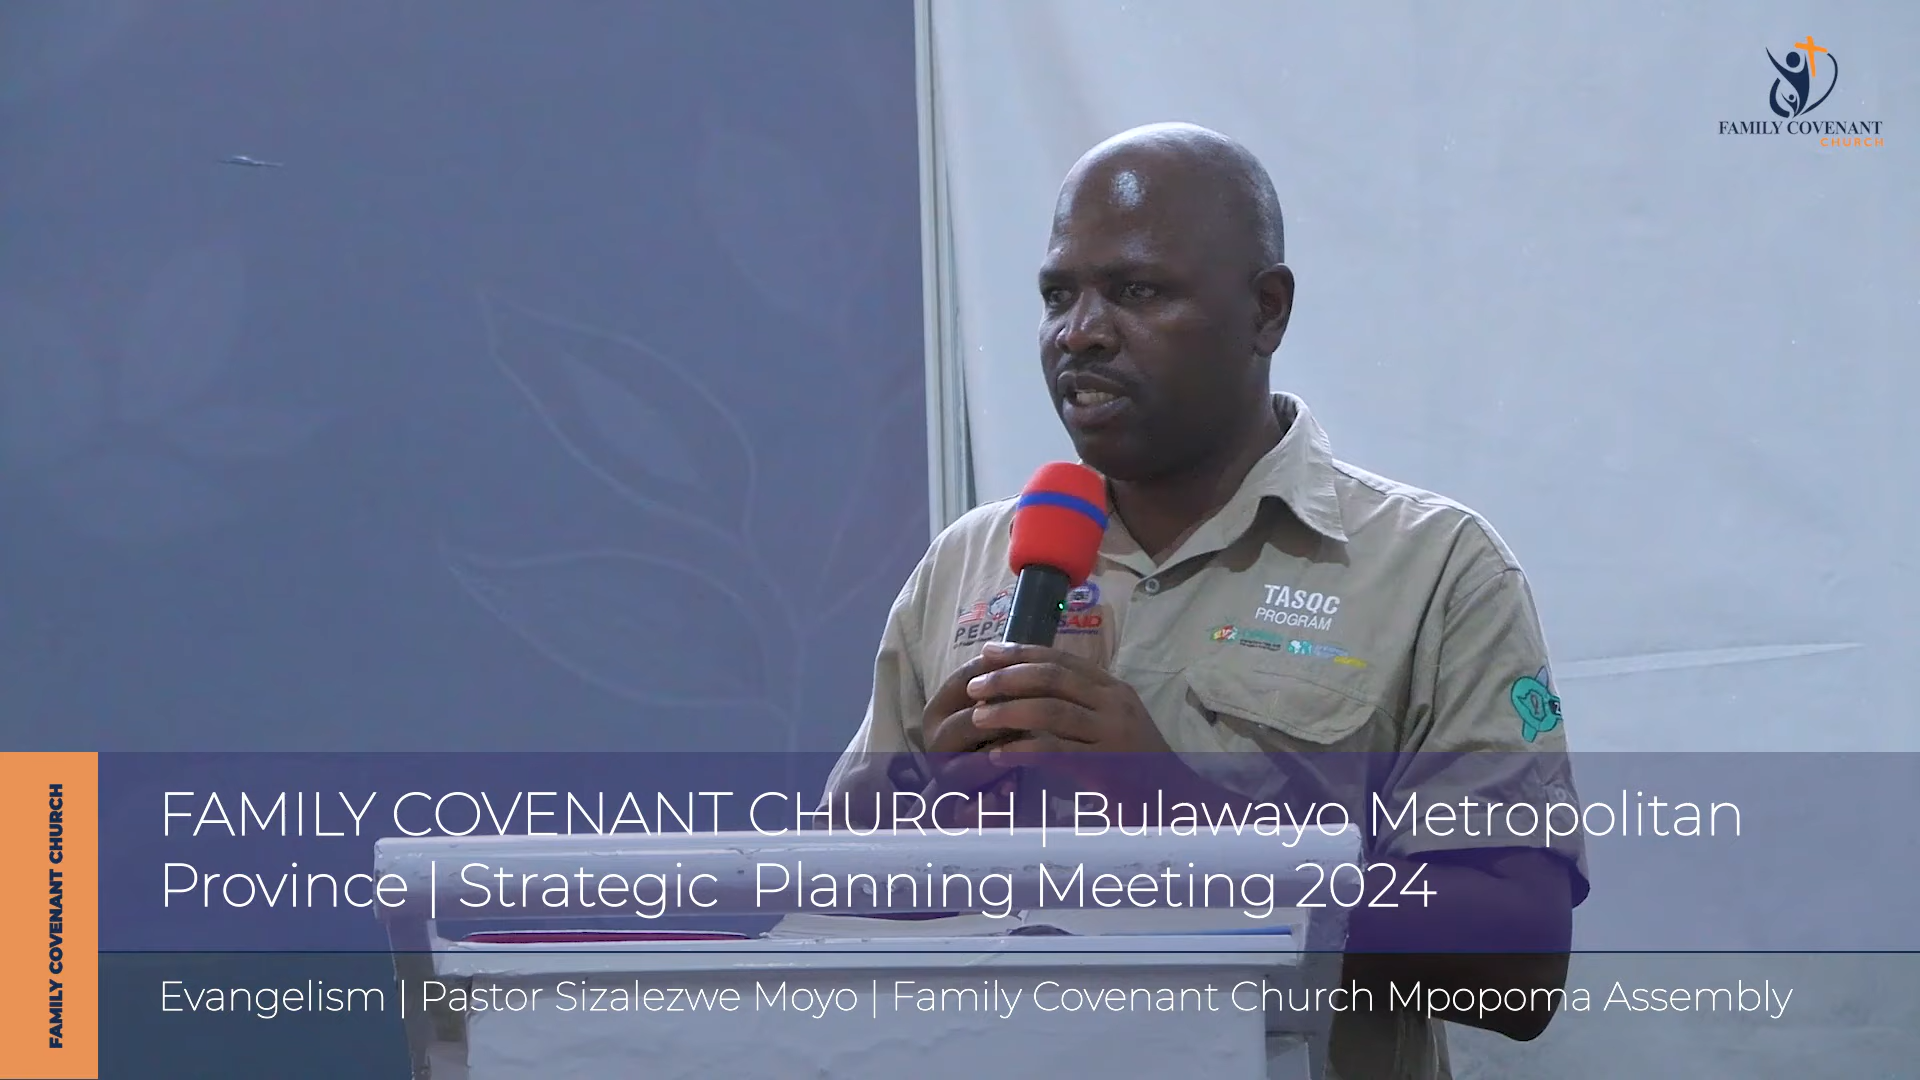 FAMILY COVENANT
CHURCH
TASQC
PROGRAM
FAMILY COVENANT CHURCH
FAMILY COVENANT CHURCH | Bulawayo Metropolitan
Province | Strategic Planning Meeting 2024
Evangelism | Pastor Sizalezwe Moyo | Family Covenant Church Mpopoma Assembly